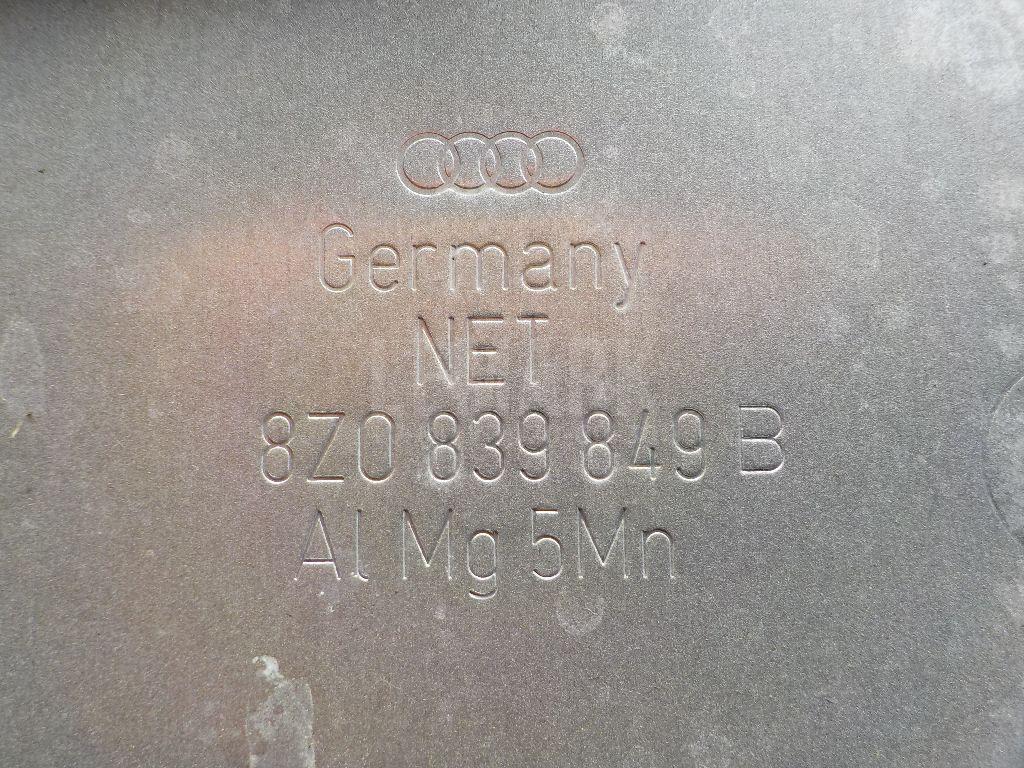 Germany
NET
8Z0 839 849 B
Al Mg 5Mn